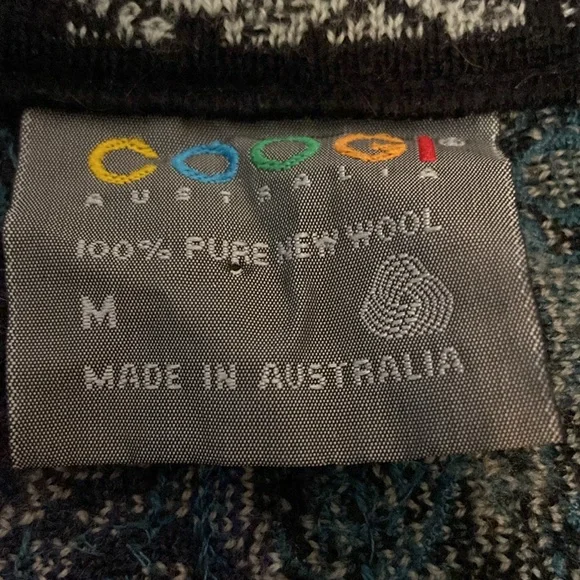 COOGI®
AUSTRALIA
100% PURE NEW WOOL
M
MADE IN AUSTRALIA